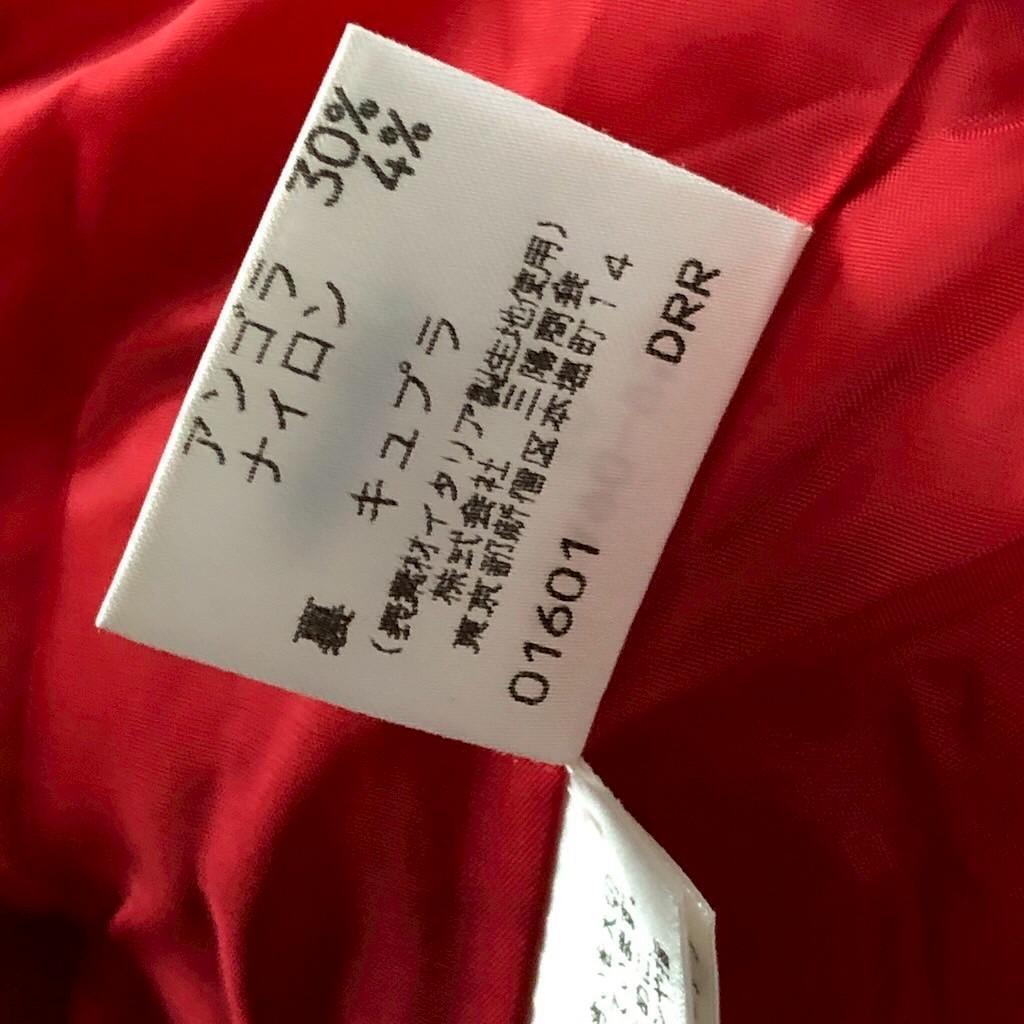 アンゴラ 30%
ナイロン 4%
裏 キュプラ
(表素材イタリア製生地使用)
株式会社 三陽商会
東京都新宿区本塩町14
01601 DRR